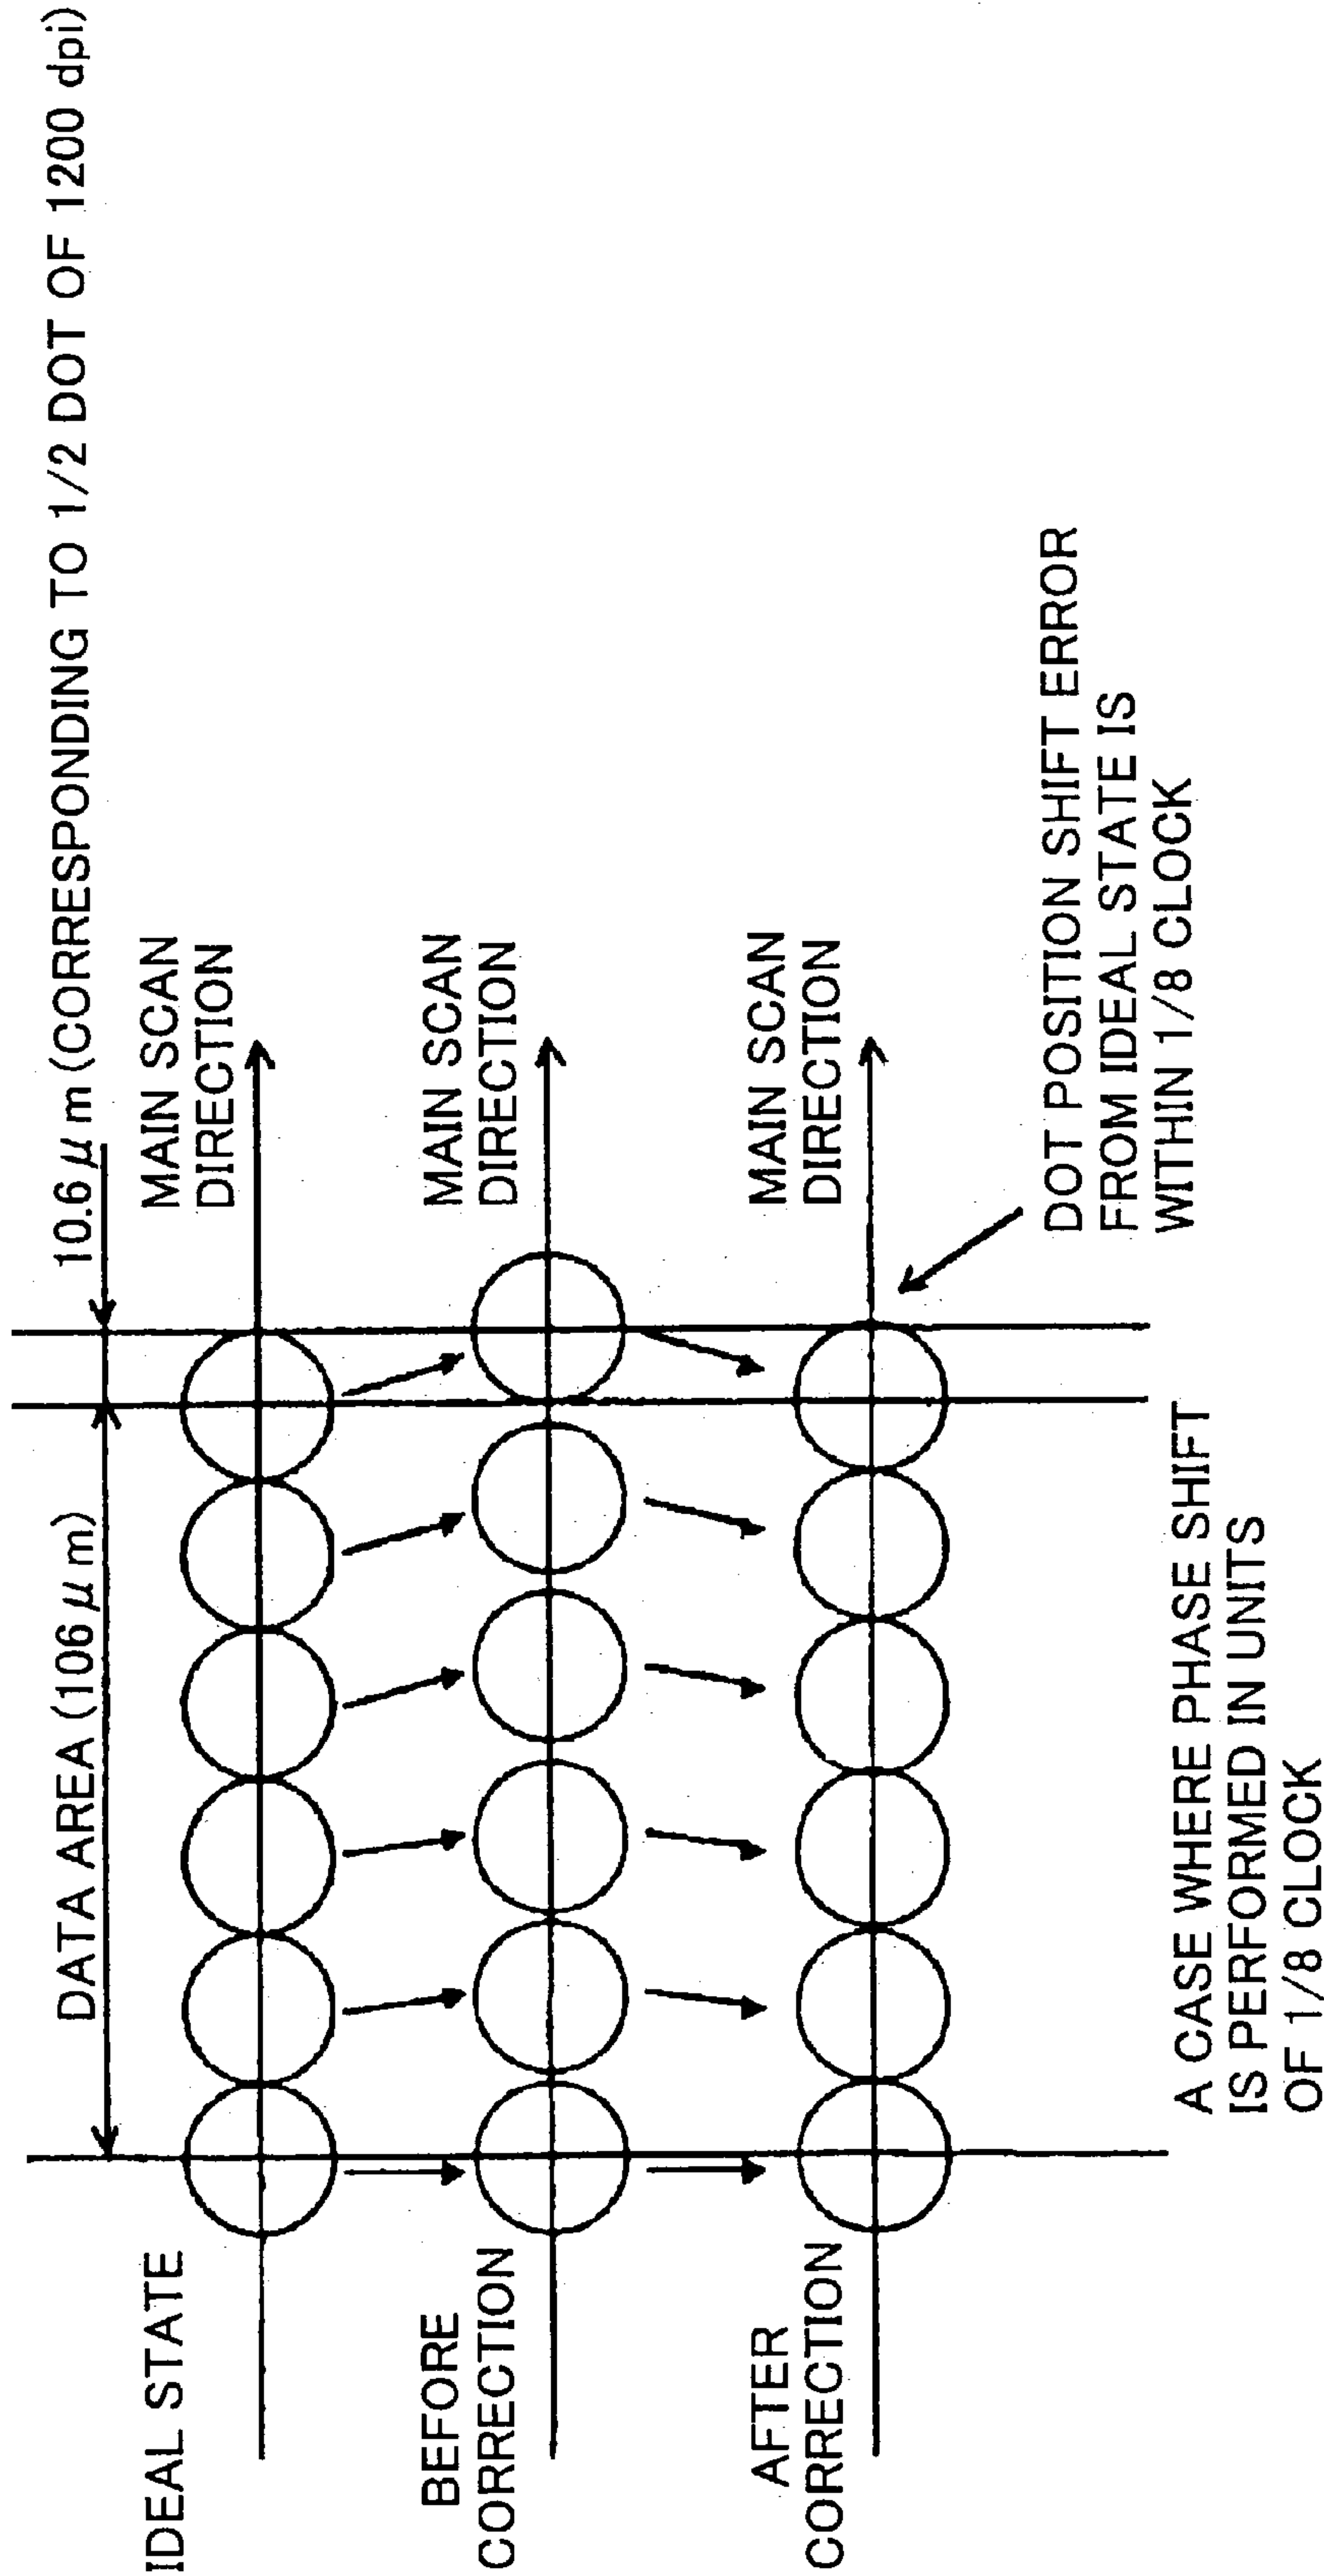 DATA AREA (106 μm)
10.6 μm (CORRESPONDING TO 1/2 DOT OF 1200 dpi)
IDEAL STATE
MAIN SCAN
DIRECTION
BEFORE
CORRECTION
MAIN SCAN
DIRECTION
AFTER
CORRECTION
MAIN SCAN
DIRECTION
DOT POSITION SHIFT ERROR
FROM IDEAL STATE IS
WITHIN 1/8 CLOCK
A CASE WHERE PHASE SHIFT
IS PERFORMED IN UNITS
OF 1/8 CLOCK